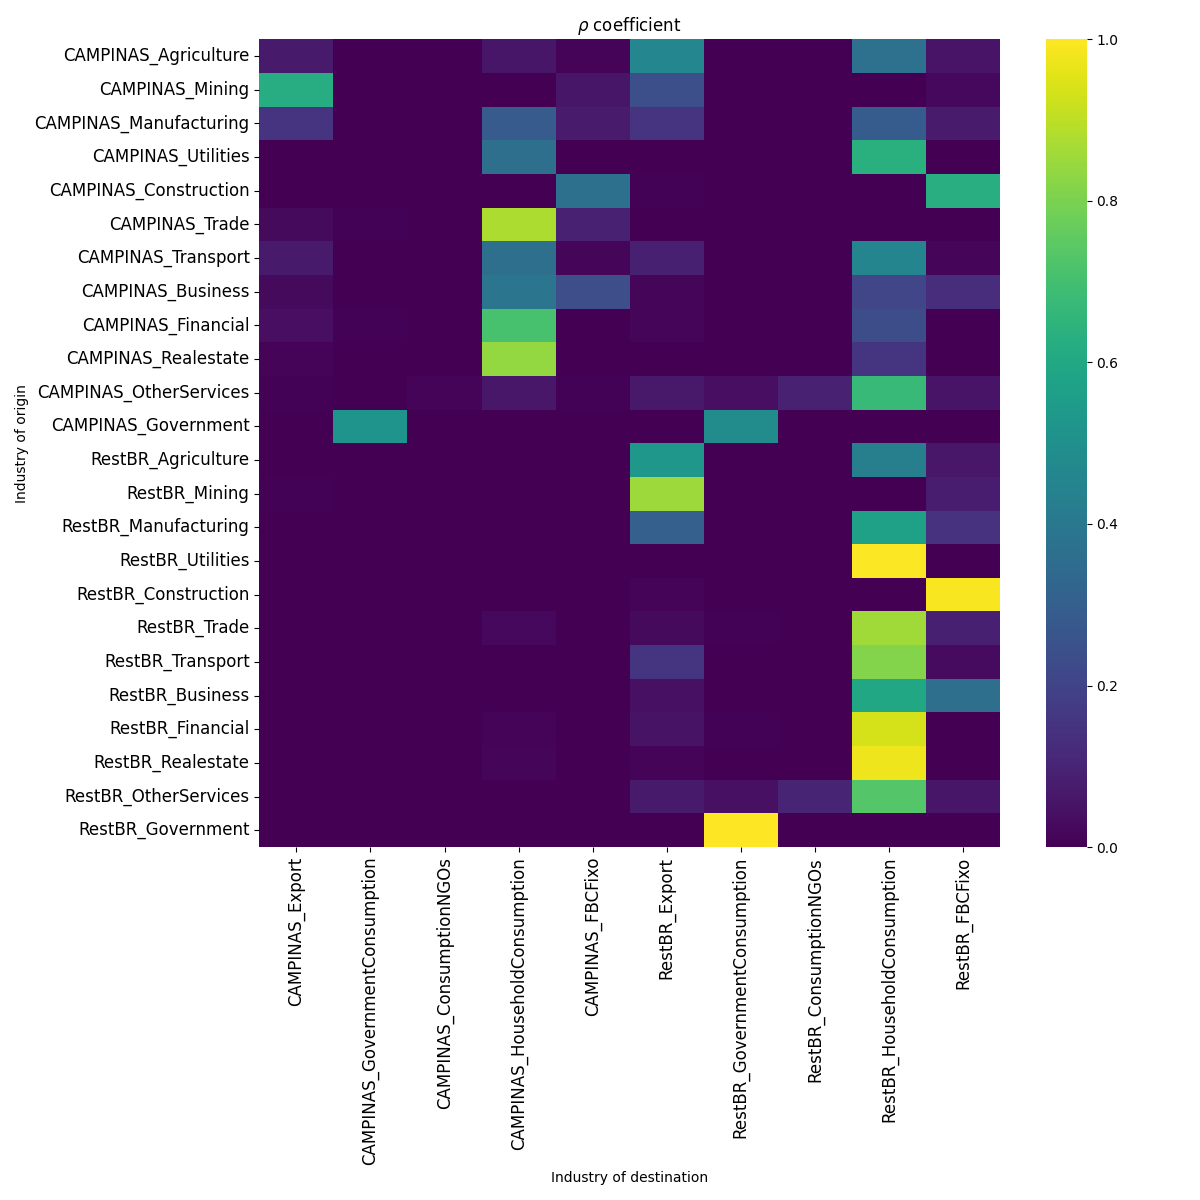 ρ coefficient
CAMPINAS_Agriculture
CAMPINAS_Mining
CAMPINAS_Manufacturing
CAMPINAS_Utilities
CAMPINAS_Construction
CAMPINAS_Trade
CAMPINAS_Transport
CAMPINAS_Business
CAMPINAS_Financial
CAMPINAS_Realestate
CAMPINAS_OtherServices
CAMPINAS_Government
RestBR_Agriculture
RestBR_Mining
RestBR_Manufacturing
RestBR_Utilities
RestBR_Construction
RestBR_Trade
RestBR_Transport
RestBR_Business
RestBR_Financial
RestBR_Realestate
RestBR_OtherServices
RestBR_Government
Industry of origin
CAMPINAS_Export
CAMPINAS_GovernmentConsumption
CAMPINAS_ConsumptionNGOs
CAMPINAS_HouseholdConsumption
CAMPINAS_FBCFixo
RestBR_Export
RestBR_GovernmentConsumption
RestBR_ConsumptionNGOs
RestBR_HouseholdConsumption
RestBR_FBCFixo
Industry of destination
1.0
0.8
0.6
0.4
0.2
0.0